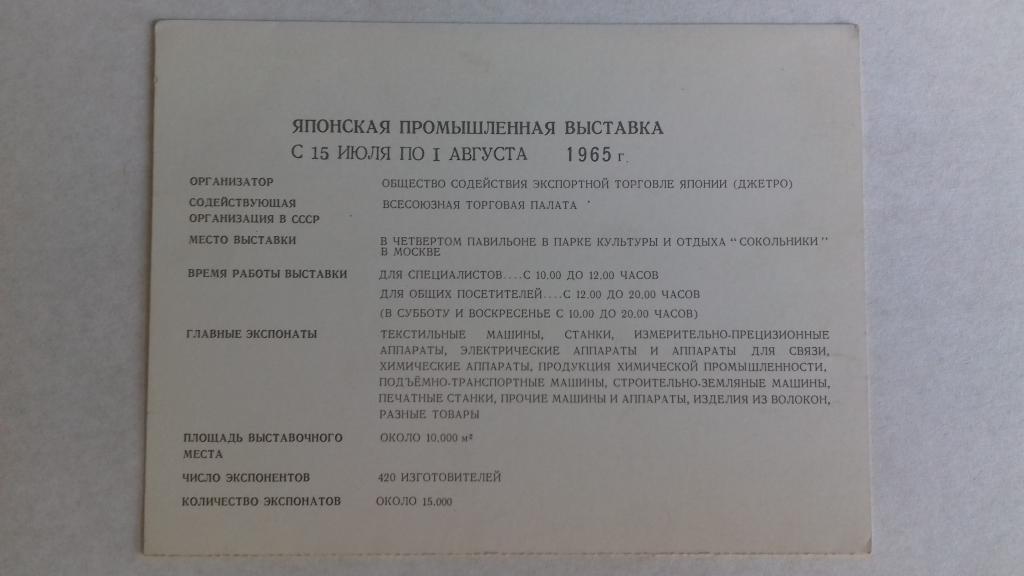 ЯПОНСКАЯ ПРОМЫШЛЕННАЯ ВЫСТАВКА
С 15 ИЮЛЯ ПО I АВГУСТА 1965 г.
ОРГАНИЗАТОР ОБЩЕСТВО СОДЕЙСТВИЯ ЭКСПОРТНОЙ ТОРГОВЛЕ ЯПОНИИ (ДЖЕТРО)
СОДЕЙСТВУЮЩАЯ ВСЕСОЮЗНАЯ ТОРГОВАЯ ПАЛАТА
ОРГАНИЗАЦИЯ В СССР
МЕСТО ВЫСТАВКИ В ЧЕТВЕРТОМ ПАВИЛЬОНЕ В ПАРКЕ КУЛЬТУРЫ И ОТДЫХА "СОКОЛЬНИКИ"
В МОСКВЕ
ВРЕМЯ РАБОТЫ ВЫСТАВКИ ДЛЯ СПЕЦИАЛИСТОВ....С 10.00 ДО 12.00 ЧАСОВ
ДЛЯ ОБЩИХ ПОСЕТИТЕЛЕЙ....С 12.00 ДО 20.00 ЧАСОВ
(В СУББОТУ И ВОСКРЕСЕНЬЕ С 10.00 ДО 20.00 ЧАСОВ)
ГЛАВНЫЕ ЭКСПОНАТЫ ТЕКСТИЛЬНЫЕ МАШИНЫ, СТАНКИ, ИЗМЕРИТЕЛЬНО-ПРЕЦИЗИОННЫЕ
АППАРАТЫ, ЭЛЕКТРИЧЕСКИЕ АППАРАТЫ И АППАРАТЫ ДЛЯ СВЯЗИ,
ХИМИЧЕСКИЕ АППАРАТЫ, ПРОДУКЦИЯ ХИМИЧЕСКОЙ ПРОМЫШЛЕННОСТИ,
ПОДЪЁМНО-ТРАНСПОРТНЫЕ МАШИНЫ, СТРОИТЕЛЬНО-ЗЕМЛЯНЫЕ МАШИНЫ,
ПЕЧАТНЫЕ СТАНКИ, ПРОЧИЕ МАШИНЫ И АППАРАТЫ, ИЗДЕЛИЯ ИЗ ВОЛОКОН,
РАЗНЫЕ ТОВАРЫ
ПЛОЩАДЬ ВЫСТАВОЧНОГО ОКОЛО 10.000 м²
МЕСТА
ЧИСЛО ЭКСПОНЕНТОВ 420 ИЗГОТОВИТЕЛЕЙ
КОЛИЧЕСТВО ЭКСПОНАТОВ ОКОЛО 15.000